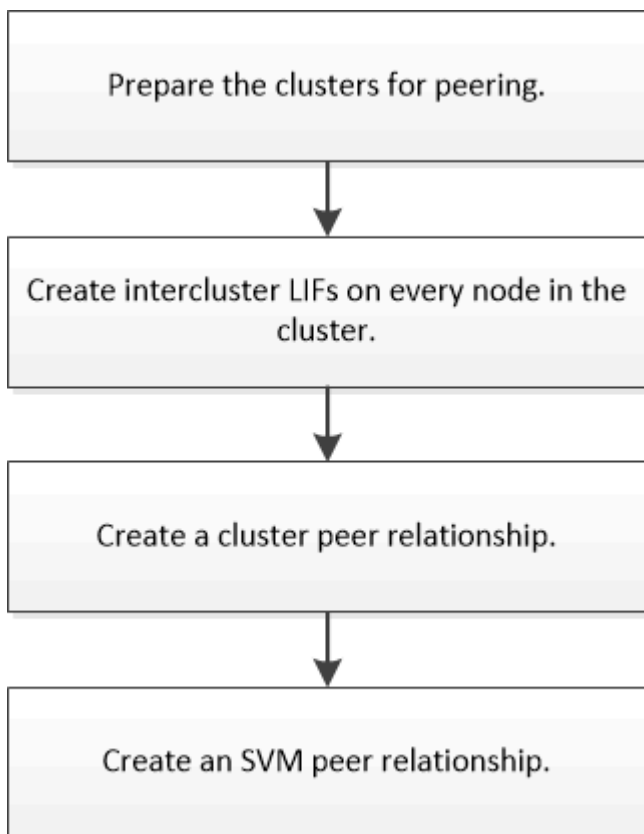 Prepare the clusters for peering.
Create intercluster LIFs on every node in the
cluster.
Create a cluster peer relationship.
Create an SVM peer relationship.